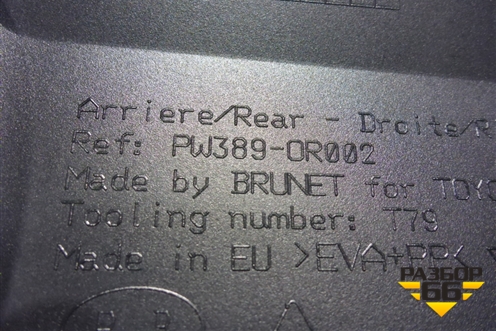 Arriere/Rear - Droite/R
Ref: PW389-0R002
Made by BRUNET for TOYO
Tooling number: T79
Made in EU >EVA+PP<
РАЗБОР
66